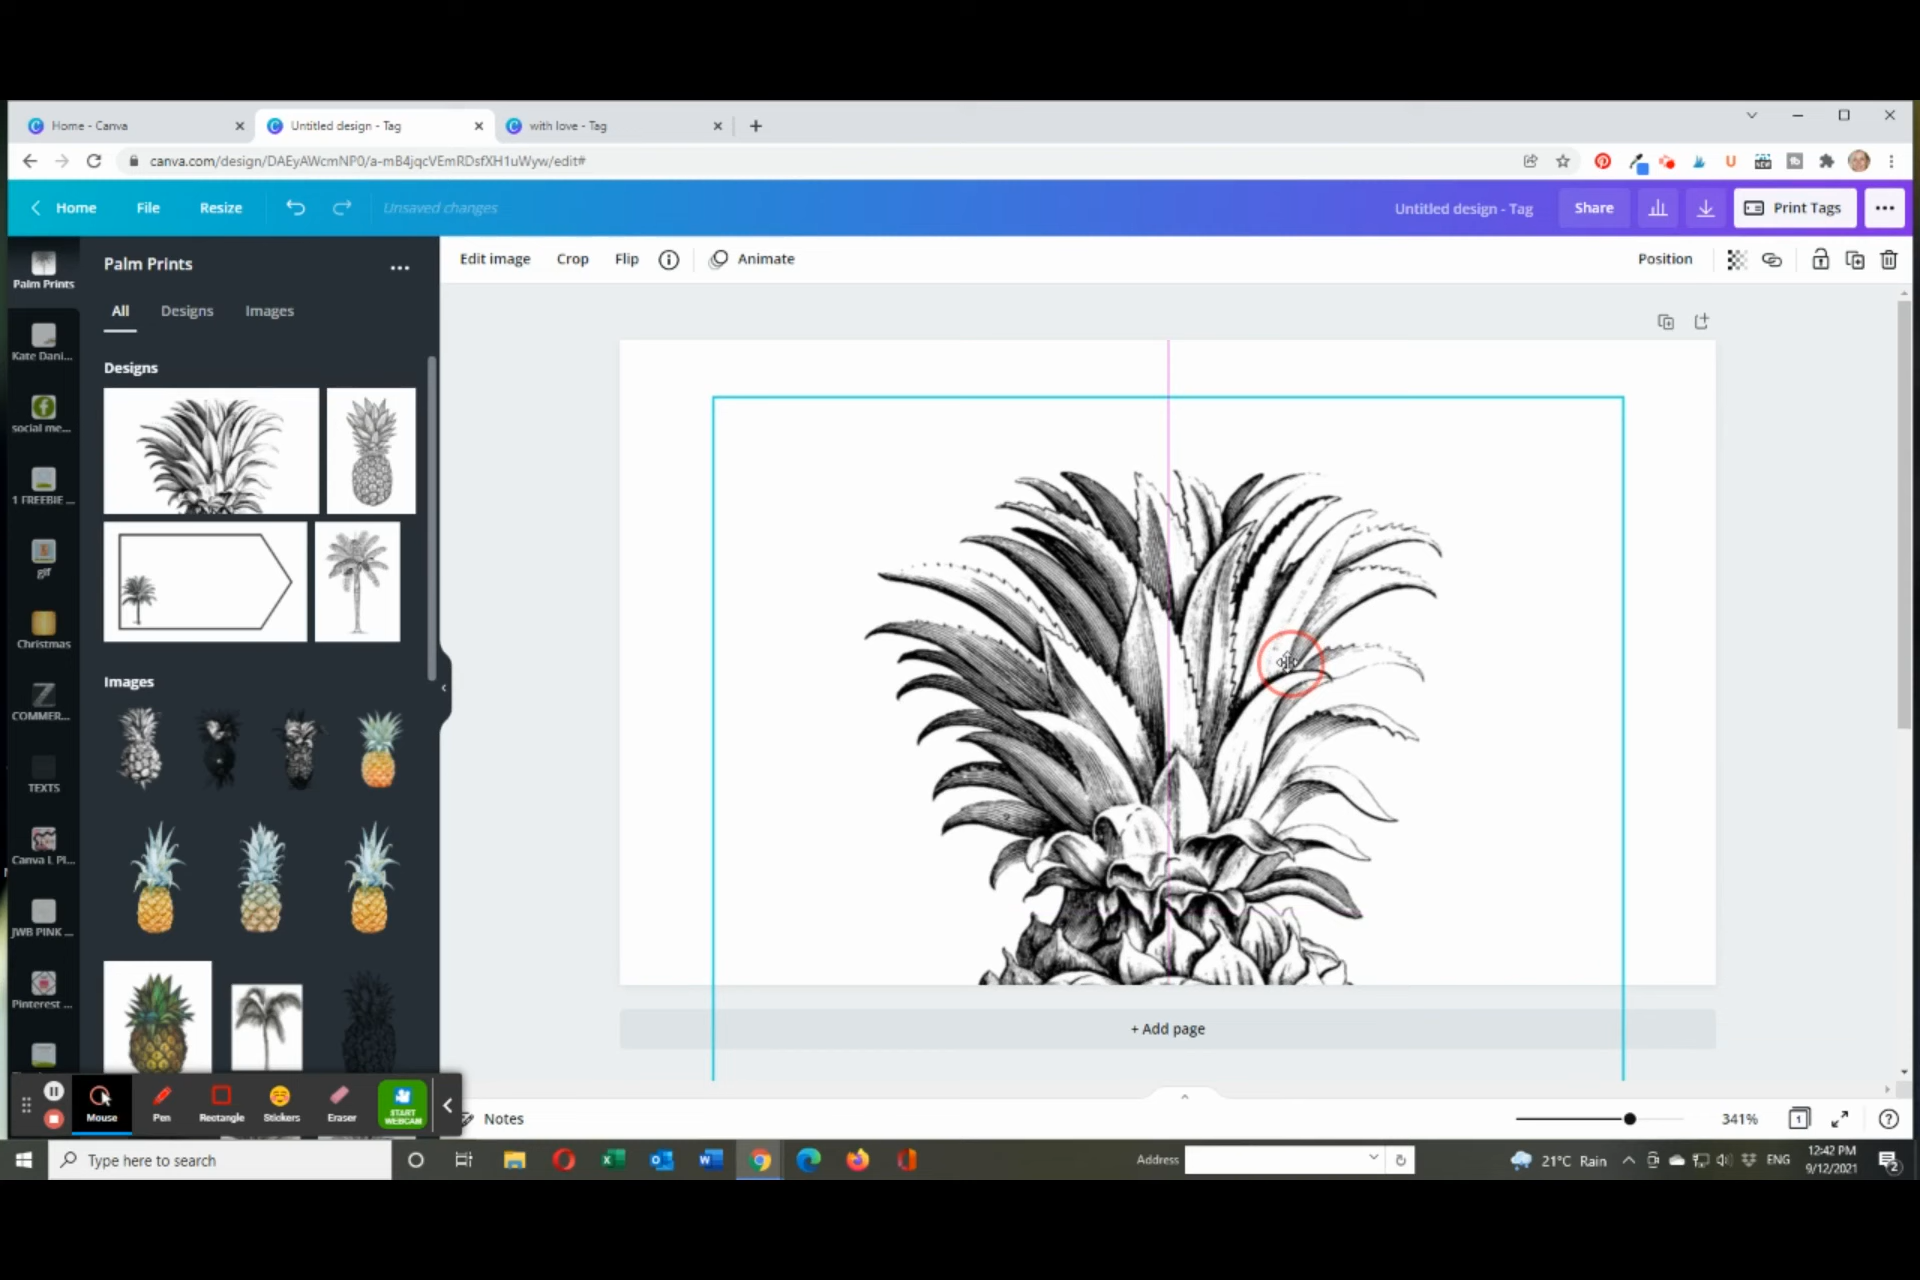 Home - Canva
Untitled design - Tag
with love - Tag
canva.com/design/DAEyAWcmNP0/a-mB4jqcVEmRDsfXH1uWyw/edit#
Home
File
Resize
Unsaved changes
Untitled design - Tag
Share
Print Tags
Palm Prints
Kate Dani...
social me...
1 FREEBIE ...
gif
Christmas
COMMER...
TEXTS
Canva L Pi...
JWB PINK ...
Pinterest ...
Palm Prints
All
Designs
Images
Designs
Images
Edit image
Crop
Flip
Animate
Position
+ Add page
Mouse
Pen
Rectangle
Stickers
Eraser
START WEBCAM
Notes
341%
1
Type here to search
Address
21°C Rain
ENG
12:42 PM
9/12/2021
2